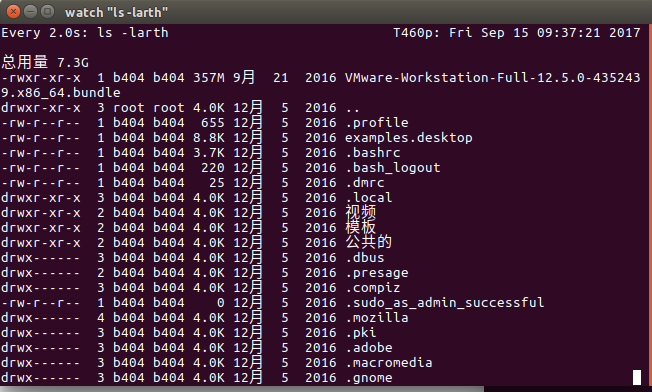 watch "ls -larth"
Every 2.0s: ls -larth T460p: Fri Sep 15 09:37:21 2017
总用量 7.3G
-rwxr-xr-x 1 b404 b404 357M 9月 21 2016 VMware-Workstation-Full-12.5.0-435243
9.x86_64.bundle
drwxr-xr-x 3 root root 4.0K 12月 5 2016 ..
-rw-r--r-- 1 b404 b404 655 12月 5 2016 .profile
-rw-r--r-- 1 b404 b404 8.8K 12月 5 2016 examples.desktop
-rw-r--r-- 1 b404 b404 3.7K 12月 5 2016 .bashrc
-rw-r--r-- 1 b404 b404 220 12月 5 2016 .bash_logout
-rw-r--r-- 1 b404 b404 25 12月 5 2016 .dmrc
drwxr-xr-x 3 b404 b404 4.0K 12月 5 2016 .local
drwxr-xr-x 2 b404 b404 4.0K 12月 5 2016 视频
drwxr-xr-x 2 b404 b404 4.0K 12月 5 2016 模板
drwxr-xr-x 2 b404 b404 4.0K 12月 5 2016 公共的
drwx------ 3 b404 b404 4.0K 12月 5 2016 .dbus
drwx------ 2 b404 b404 4.0K 12月 5 2016 .presage
drwx------ 3 b404 b404 4.0K 12月 5 2016 .compiz
-rw-r--r-- 1 b404 b404 0 12月 5 2016 .sudo_as_admin_successful
drwx------ 4 b404 b404 4.0K 12月 5 2016 .mozilla
drwx------ 3 b404 b404 4.0K 12月 5 2016 .pki
drwx------ 3 b404 b404 4.0K 12月 5 2016 .adobe
drwx------ 3 b404 b404 4.0K 12月 5 2016 .macromedia
drwx------ 3 b404 b404 4.0K 12月 5 2016 .gnome